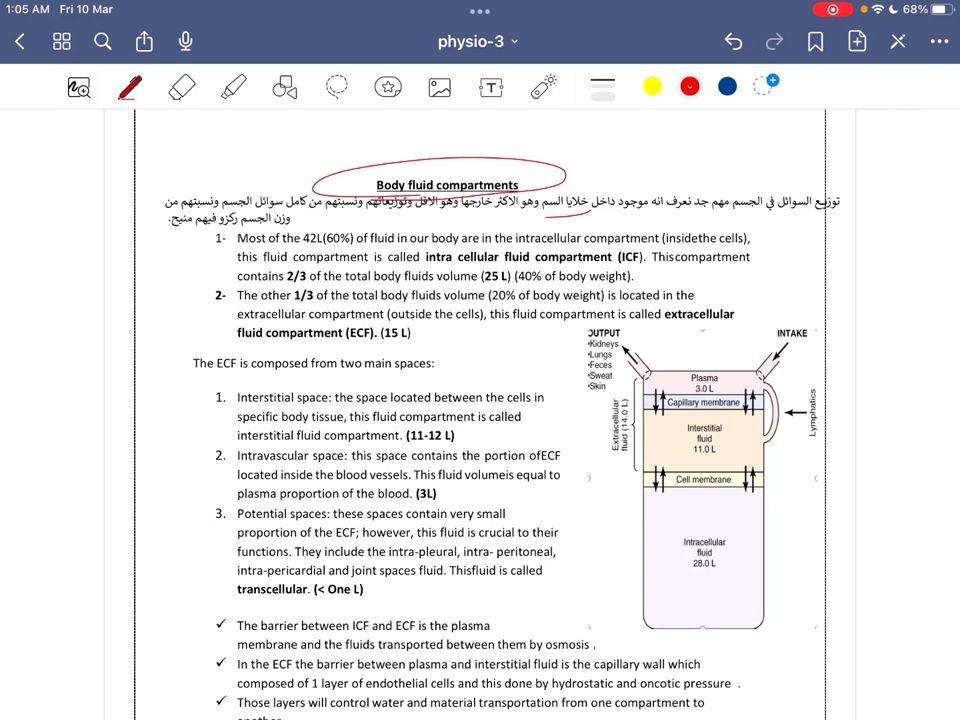 1:05 AM Fri 10 Mar
68%
physio-3
Body fluid compartments
توزيع السوائل في الجسم مهم جد نعرف انه موجود داخل خلايا السم وهو الاكثر خارجها وهو الاقل وتوزيعاتهم ونسبتهم من كامل سوائل الجسم ونسبتهم من
وزن الجسم ركزو فيهم منيح.
1- Most of the 42L(60%) of fluid in our body are in the intracellular compartment (insidethe cells),
this fluid compartment is called intra cellular fluid compartment (ICF). Thiscompartment
contains 2/3 of the total body fluids volume (25 L) (40% of body weight).
2- The other 1/3 of the total body fluids volume (20% of body weight) is located in the
extracellular compartment (outside the cells), this fluid compartment is called extracellular
fluid compartment (ECF). (15 L)
The ECF is composed from two main spaces:
1. Interstitial space: the space located between the cells in
specific body tissue, this fluid compartment is called
interstitial fluid compartment. (11-12 L)
2. Intravascular space: this space contains the portion ofECF
located inside the blood vessels. This fluid volumeis equal to
plasma proportion of the blood. (3L)
3. Potential spaces: these spaces contain very small
proportion of the ECF; however, this fluid is crucial to their
functions. They include the intra-pleural, intra- peritoneal,
intra-pericardial and joint spaces fluid. Thisfluid is called
transcellular. (< One L)
OUTPUT
•Kidneys
•Lungs
•Feces
•Sweat
•Skin
INTAKE
Plasma
3.0 L
Capillary membrane
Interstitial
fluid
11.0 L
Cell membrane
Intracellular
fluid
28.0 L
Extracellular
fluid (14.0 L)
Lymphatics
✓ The barrier between ICF and ECF is the plasma
membrane and the fluids transported between them by osmosis .
✓ In the ECF the barrier between plasma and interstitial fluid is the capillary wall which
composed of 1 layer of endothelial cells and this done by hydrostatic and oncotic pressure .
✓ Those layers will control water and material transportation from one compartment to
another.